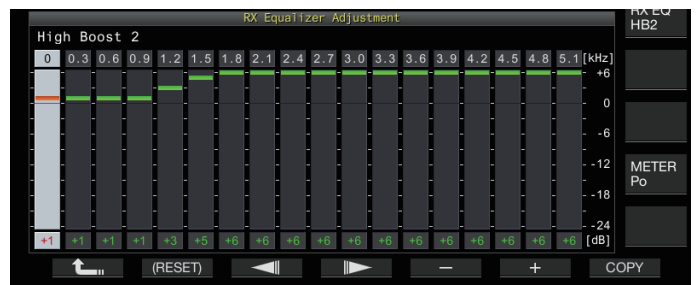 RX Equalizer Adjustment
RX EQ
HB2
High Boost 2
0 0.3 0.6 0.9 1.2 1.5 1.8 2.1 2.4 2.7 3.0 3.3 3.6 3.9 4.2 4.5 4.8 5.1 [kHz]
+6
0
-6
-12
METER
Po
-18
-24
+1 +1 +1 +1 +3 +5 +6 +6 +6 +6 +6 +6 +6 +6 +6 +6 +6 +6 [dB]
(RESET) − + COPY